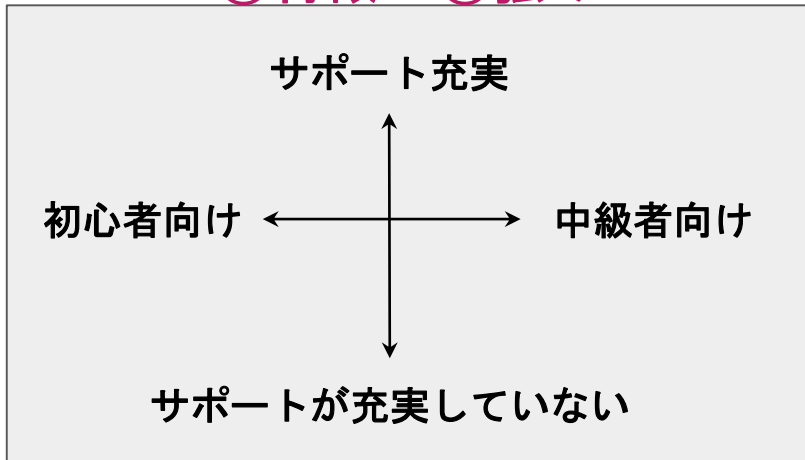 サポート充実
初心者向け
中級者向け
サポートが充実していない